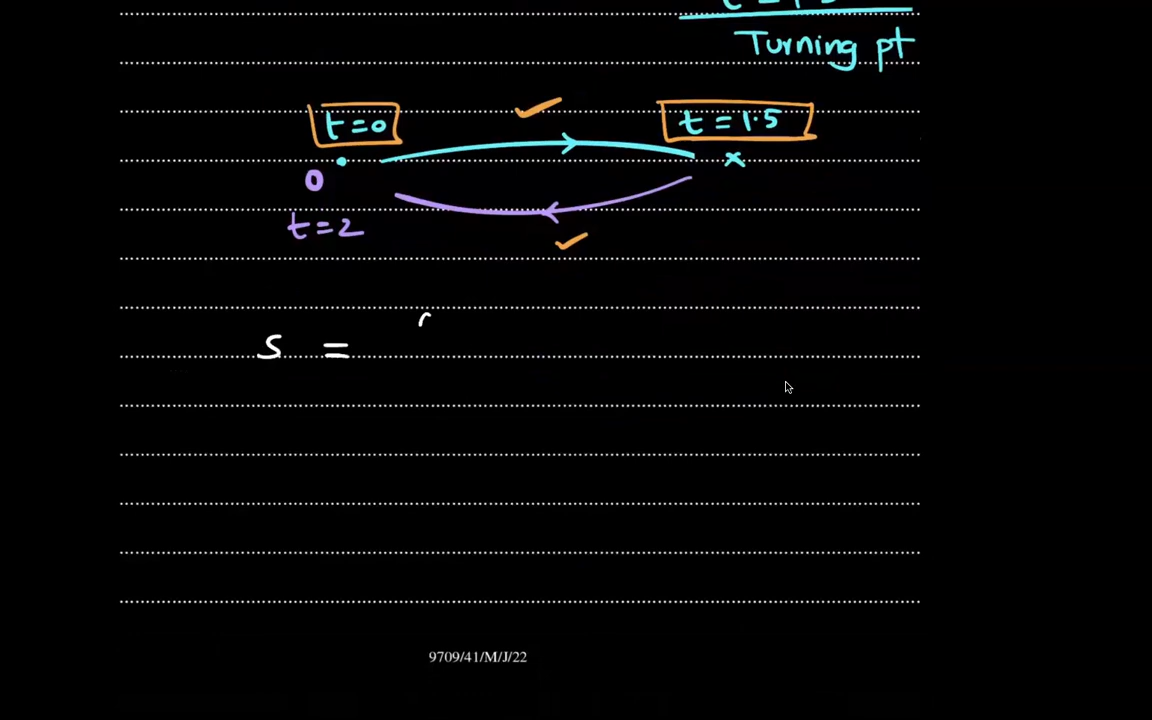 Turning pt
t = 0
t = 1.5
x
0
t = 2
s =
9709/41/M/J/22